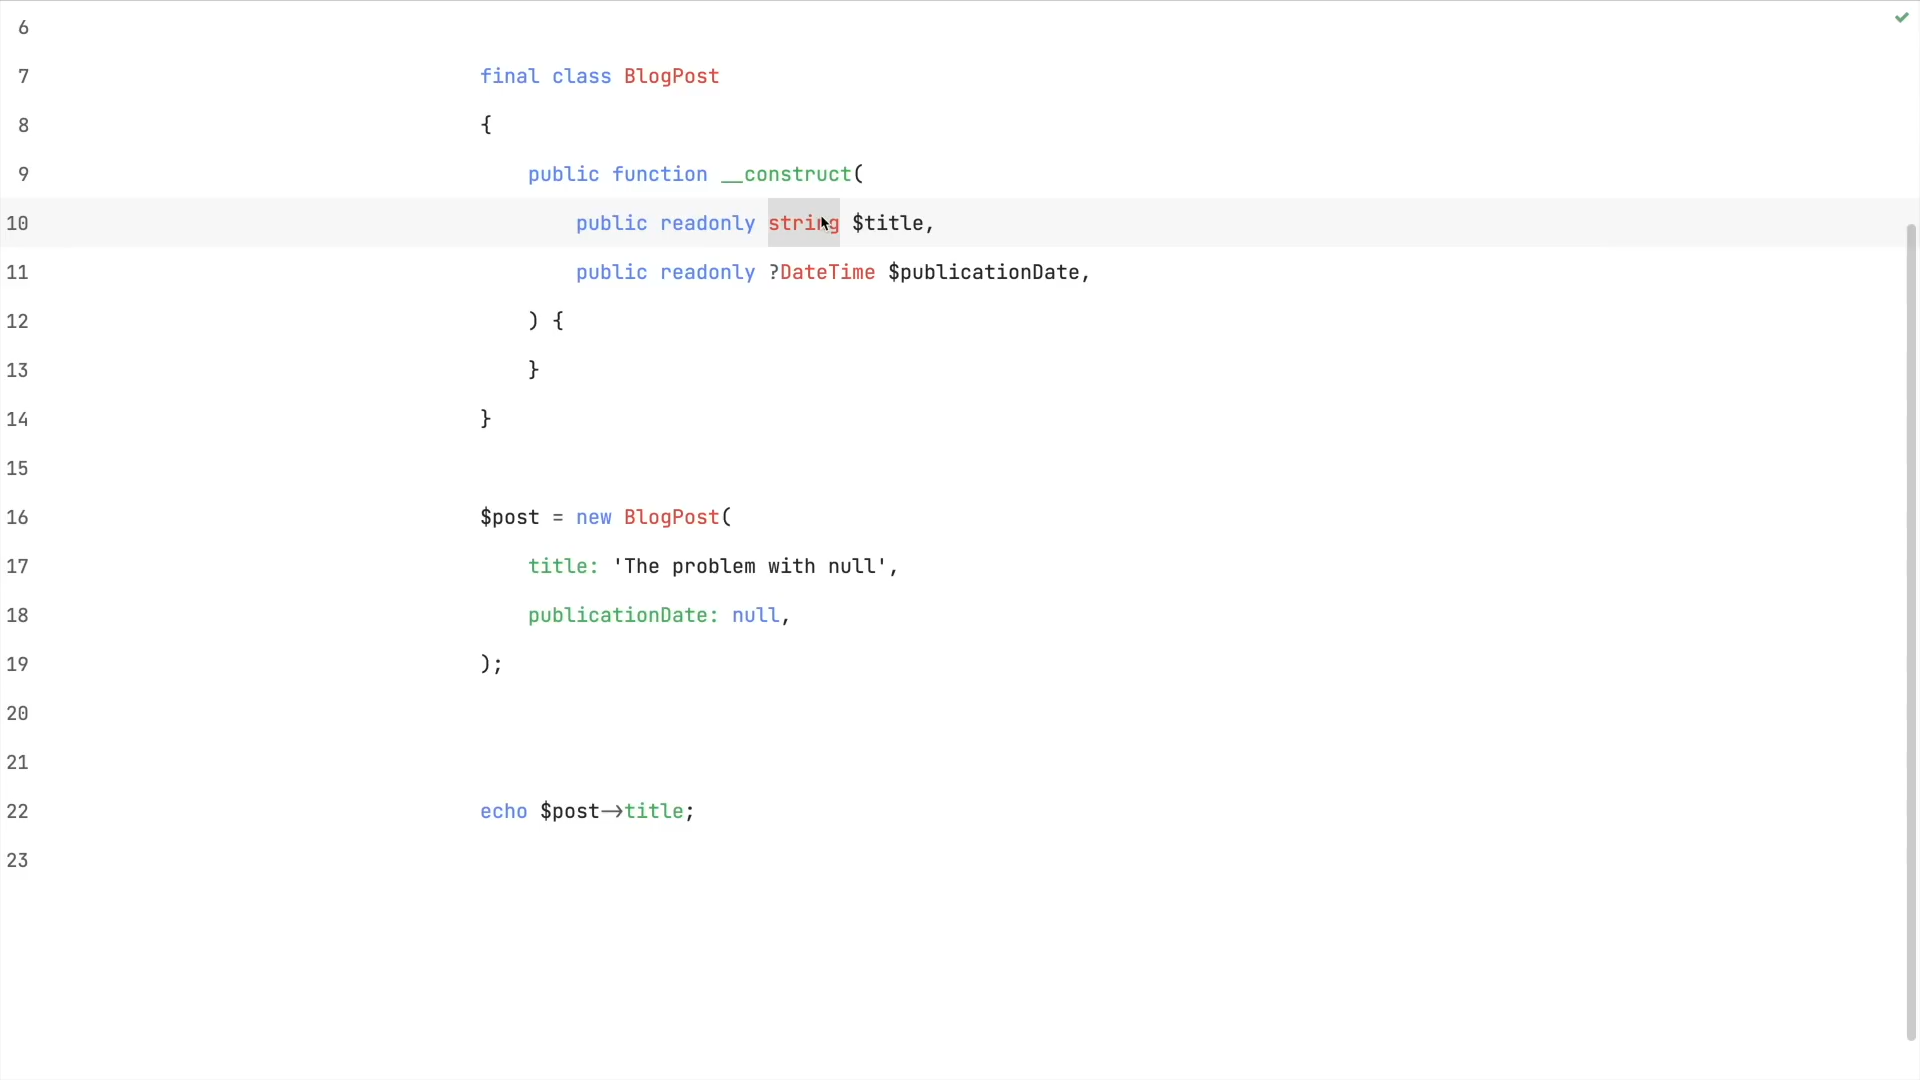 6
7 final class BlogPost
8 {
9 public function __construct(
10 public readonly string $title,
11 public readonly ?DateTime $publicationDate,
12 ) {
13 }
14 }
15
16 $post = new BlogPost(
17 title: 'The problem with null',
18 publicationDate: null,
19 );
20
21
22 echo $post->title;
23